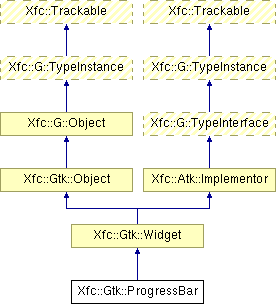 Xfc::Trackable Xfc::Trackable
Xfc::G::TypeInstance Xfc::G::TypeInstance
Xfc::G::Object Xfc::G::TypeInterface
Xfc::Gtk::Object Xfc::Atk::Implementor
Xfc::Gtk::Widget
Xfc::Gtk::ProgressBar